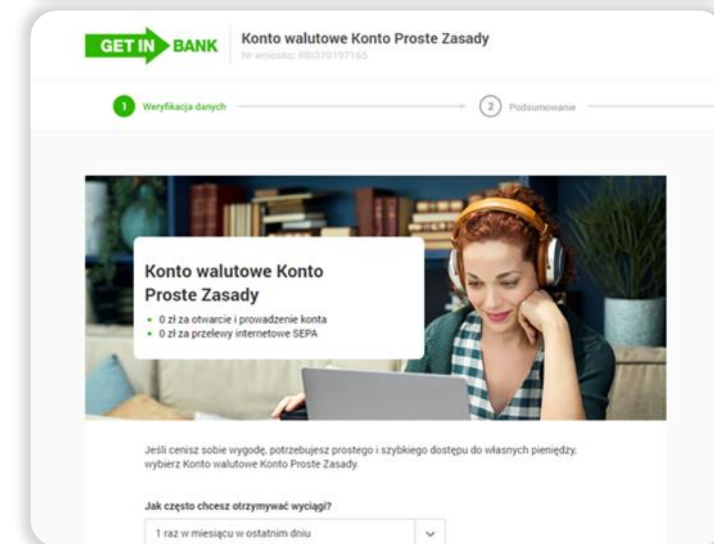 GET IN BANK
Konto walutowe Konto Proste Zasady
Nr wniosku: RBI370197165
1 Weryfikacja danych
2 Podsumowanie
Konto walutowe Konto
Proste Zasady
• 0 zł za otwarcie i prowadzenie konta
• 0 zł za przelewy internetowe SEPA
Jeśli cenisz sobie wygodę, potrzebujesz prostego i szybkiego dostępu do własnych pieniędzy,
wybierz Konto walutowe Konto Proste Zasady.
Jak często chcesz otrzymywać wyciągi?
1 raz w miesiącu w ostatnim dniu